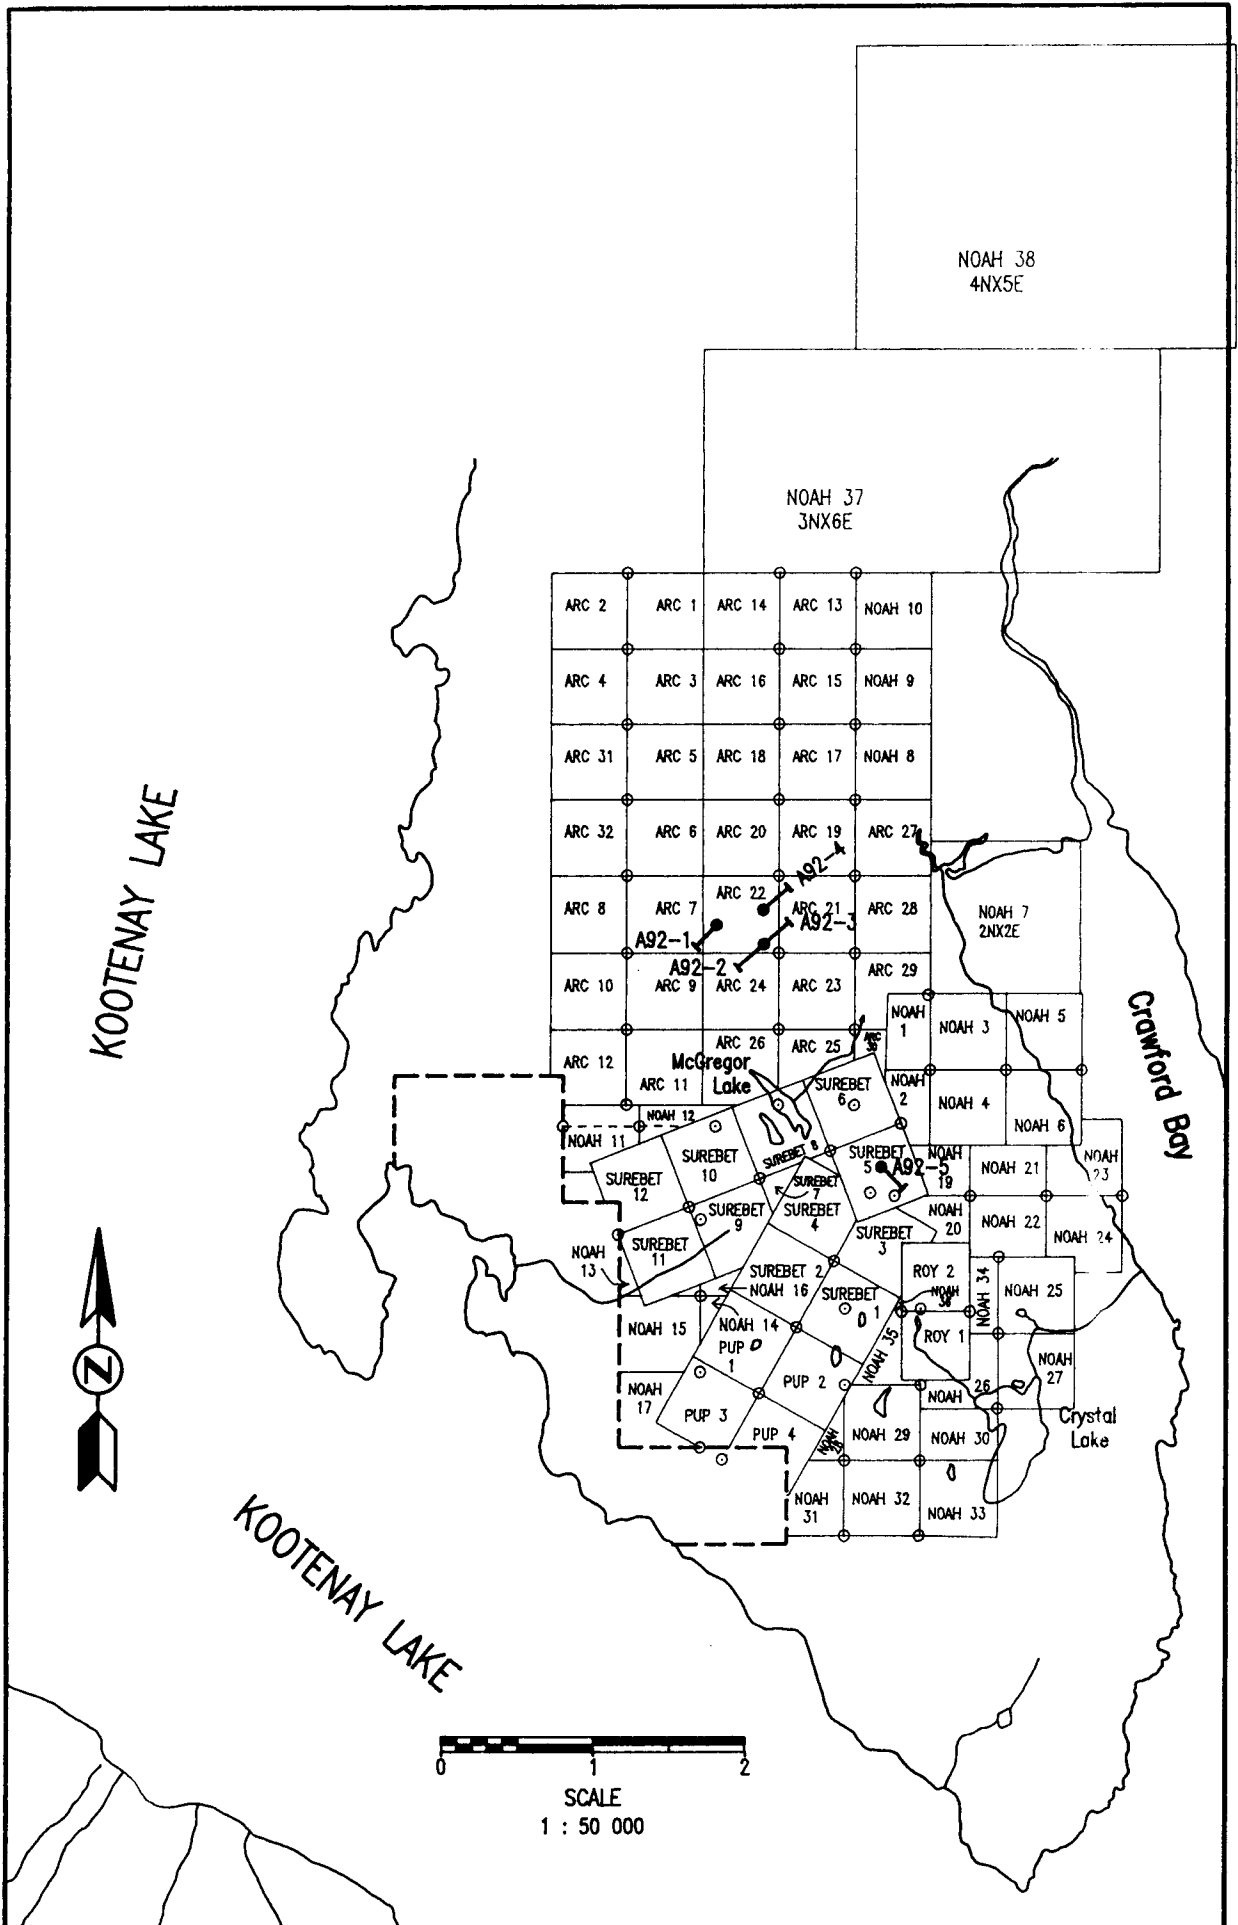 NOAH 38
4NX5E
NOAH 37
3NX6E
ARC 2
ARC 1
ARC 14
ARC 13
NOAH 10
ARC 4
ARC 3
ARC 16
ARC 15
NOAH 9
ARC 31
ARC 5
ARC 18
ARC 17
NOAH 8
ARC 32
ARC 6
ARC 20
ARC 19
ARC 27
KOOTENAY LAKE
A92-4
ARC 8
ARC 7
ARC 22
ARC 21
ARC 28
NOAH 7
2NX2E
A92-1
A92-3
A92-2
ARC 10
ARC 9
ARC 24
ARC 23
ARC 29
NOAH
1
NOAH 3
NOAH 5
Crawford Bay
ARC 12
ARC 11
ARC 26
ARC 25
McGregor
Lake
SUREBET
6
NOAH
2
NOAH 4
NOAH 6
NOAH 11
NOAH 12
SUREBET
12
SUREBET
10
SUREBET 8
SUREBET
7
SUREBET
5
A92-5
NOAH
19
NOAH 21
NOAH
23
SUREBET
11
SUREBET
9
SUREBET
4
SUREBET
3
NOAH
20
NOAH 22
NOAH 24
NOAH
13
SUREBET 2
NOAH 16
SUREBET
1
ROY 2
NOAH
36
NOAH 34
NOAH 25
NOAH 15
NOAH 14
PUP
1
NOAH 35
ROY 1
NOAH
17
PUP 2
NOAH
26
NOAH
27
PUP 3
PUP 4
NOAH
28
NOAH 29
NOAH 30
Crystal
Lake
NOAH
31
NOAH 32
NOAH 33
N
KOOTENAY LAKE
0
1
2
SCALE
1 : 50 000